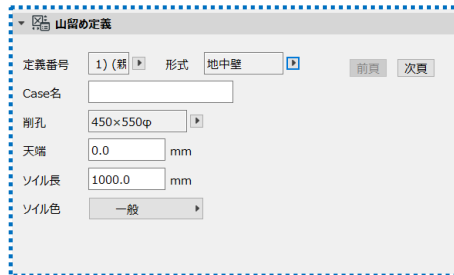 山留め定義
定義番号 1) (親 形式 地中壁 前頁 次頁
Case名
削孔 450×550φ
天端 0.0 mm
ソイル長 1000.0 mm
ソイル色 一般